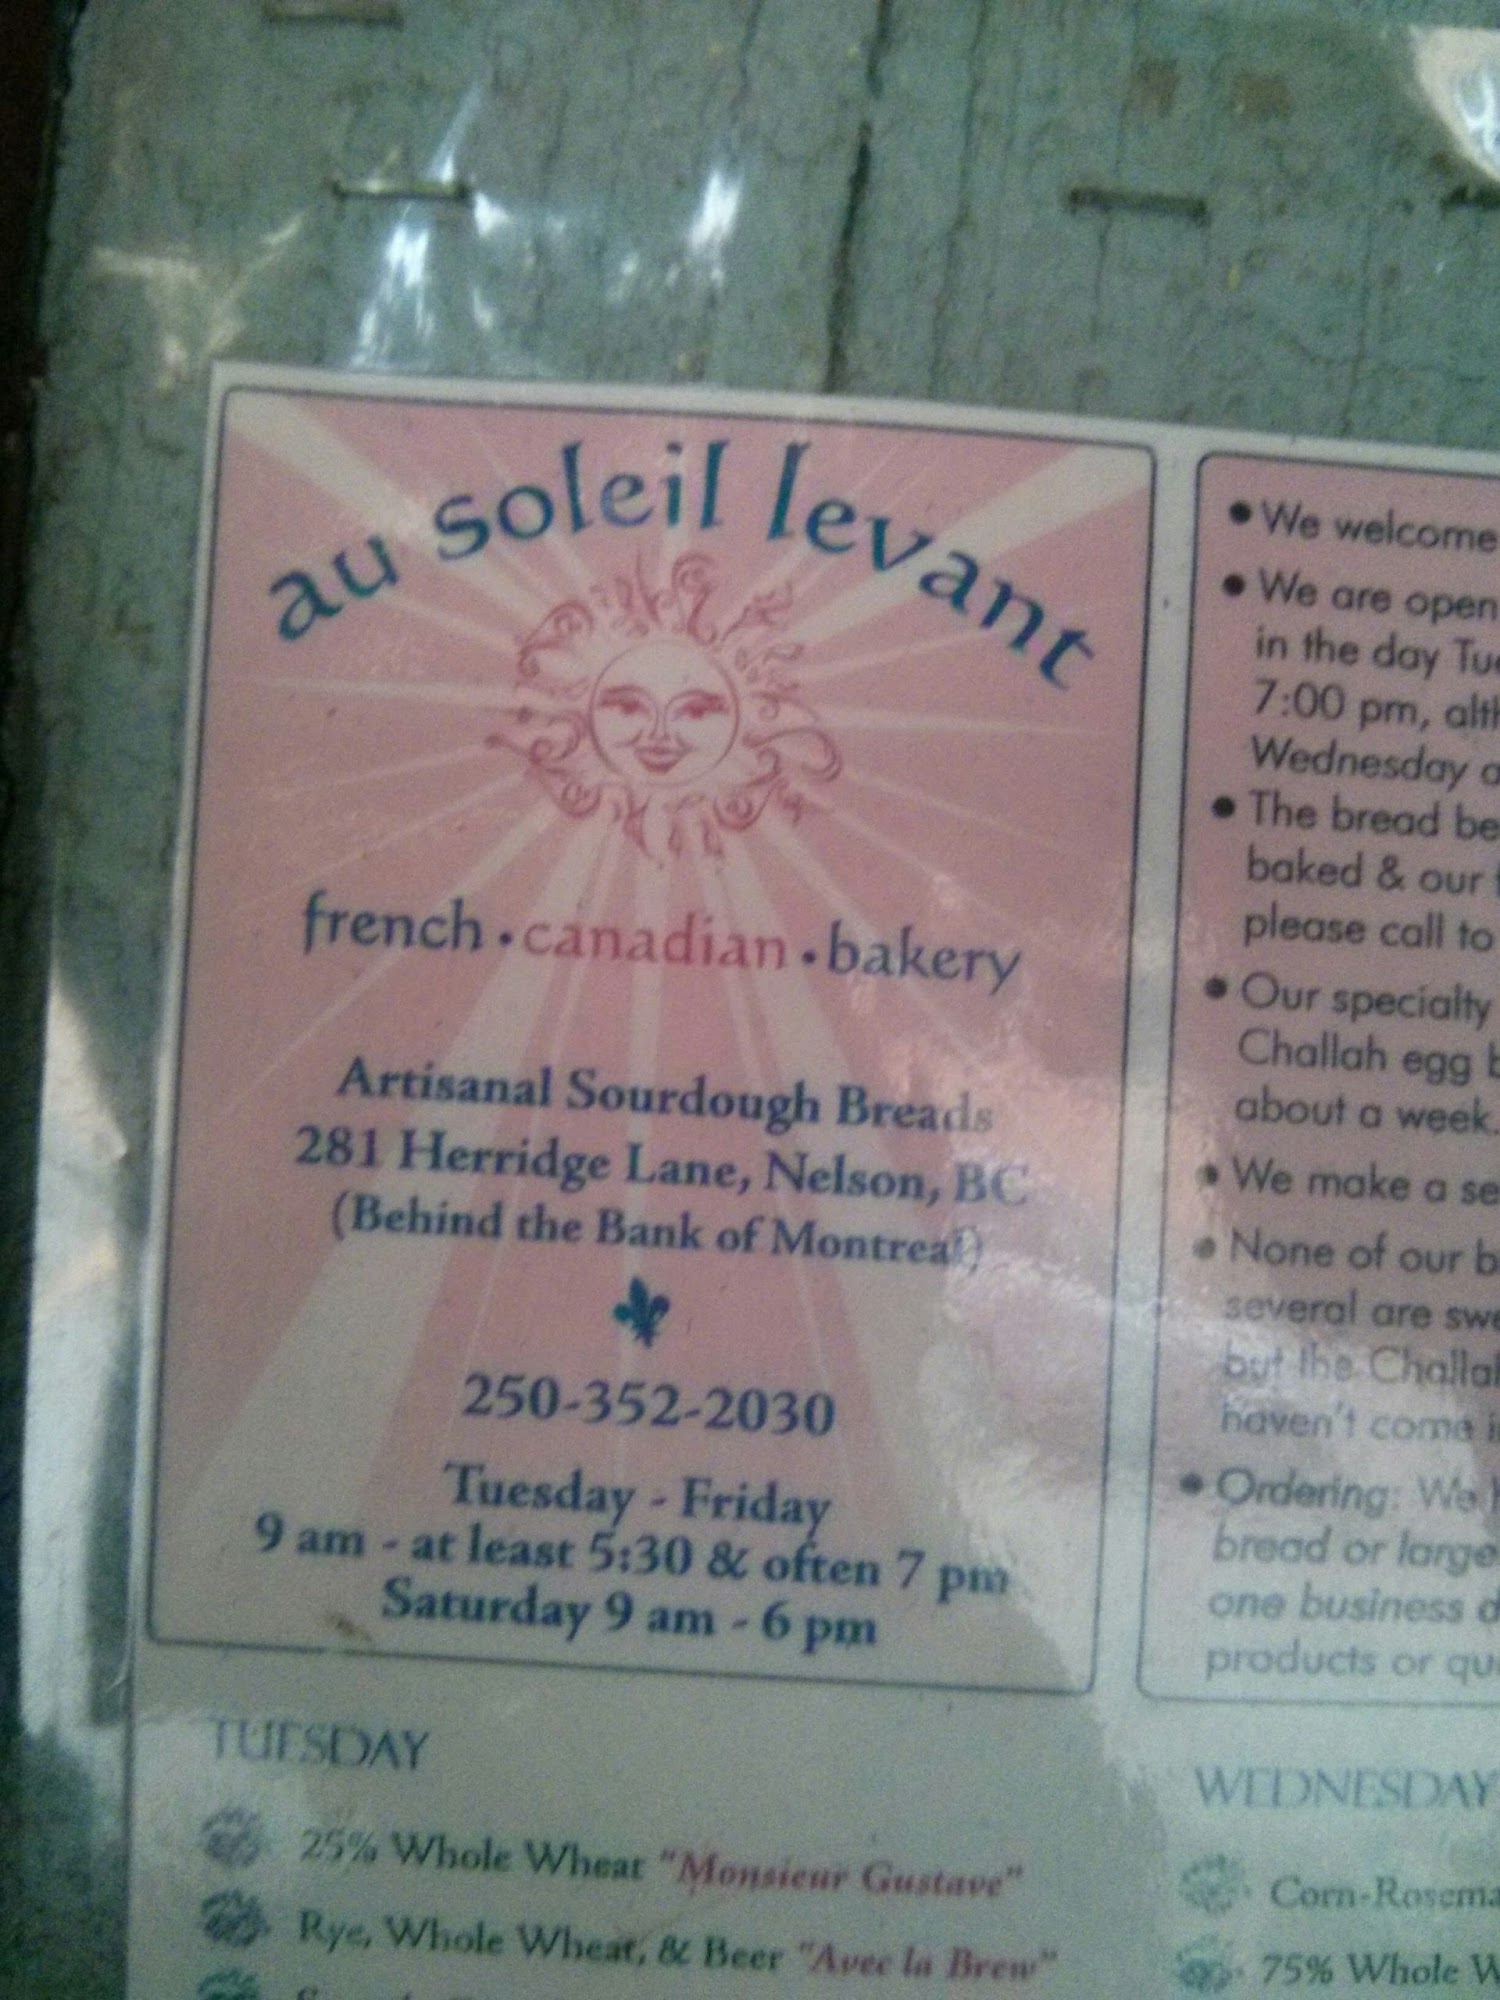 au soleil levant
french • canadian • bakery
Artisanal Sourdough Breads
281 Herridge Lane, Nelson, BC
(Behind the Bank of Montreal)
250-352-2030
Tuesday - Friday
9 am - at least 5:30 & often 7 pm
Saturday 9 am - 6 pm
• We welcome
• We are open
in the day
7:00 pm,
Wednesday
• The bread
baked & our
please call to
• Our specialty
Challah egg
about a week.
• We make a
• None of our
several are
but the
haven't come
• Ordering: We
bread or
one business
products or
TUESDAY
25% Whole Wheat "Monsieur Gustave"
Rye, Whole Wheat, & Beer "Avec la Brew"
WEDNESDAY
75% Whole